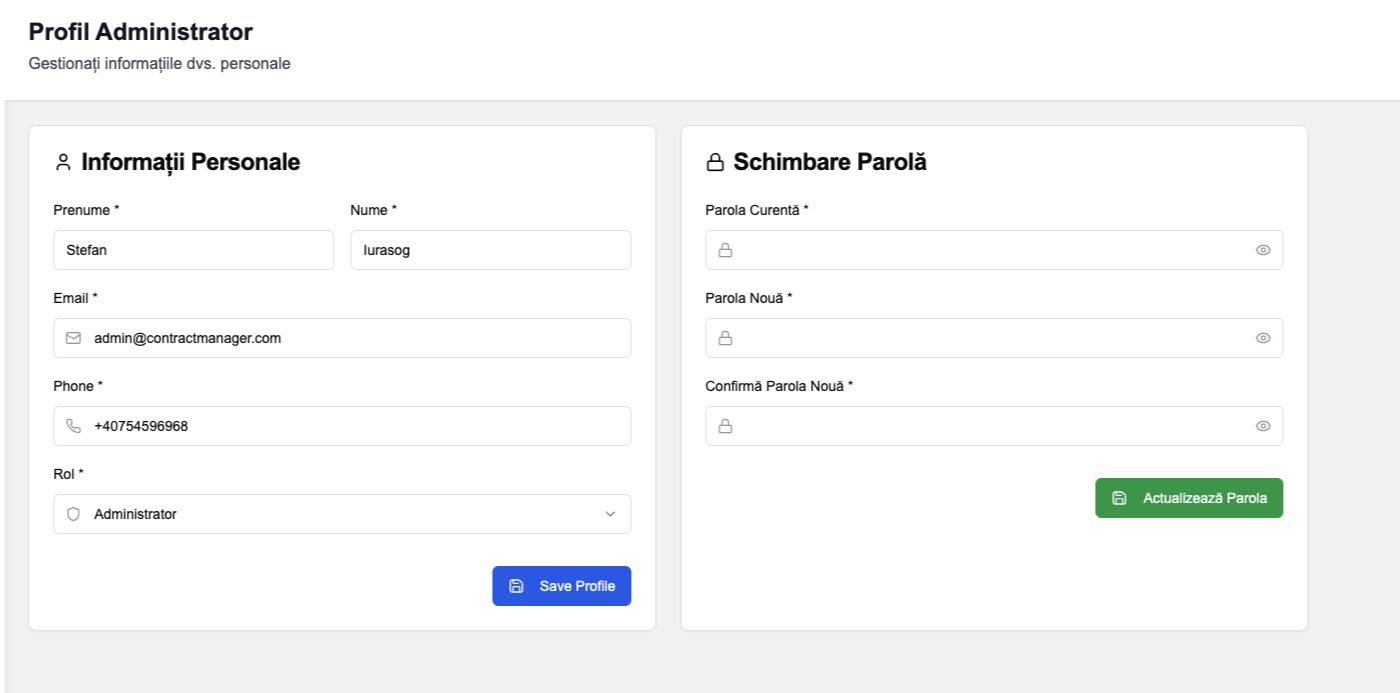 Profil Administrator
Gestionați informațiile dvs. personale
Informații Personale
Prenume *
Nume *
Stefan
Iurasog
Email *
admin@contractmanager.com
Phone *
+40754596968
Rol *
Administrator
Save Profile
Schimbare Parolă
Parola Curentă *
Parola Nouă *
Confirmă Parola Nouă *
Actualizează Parola